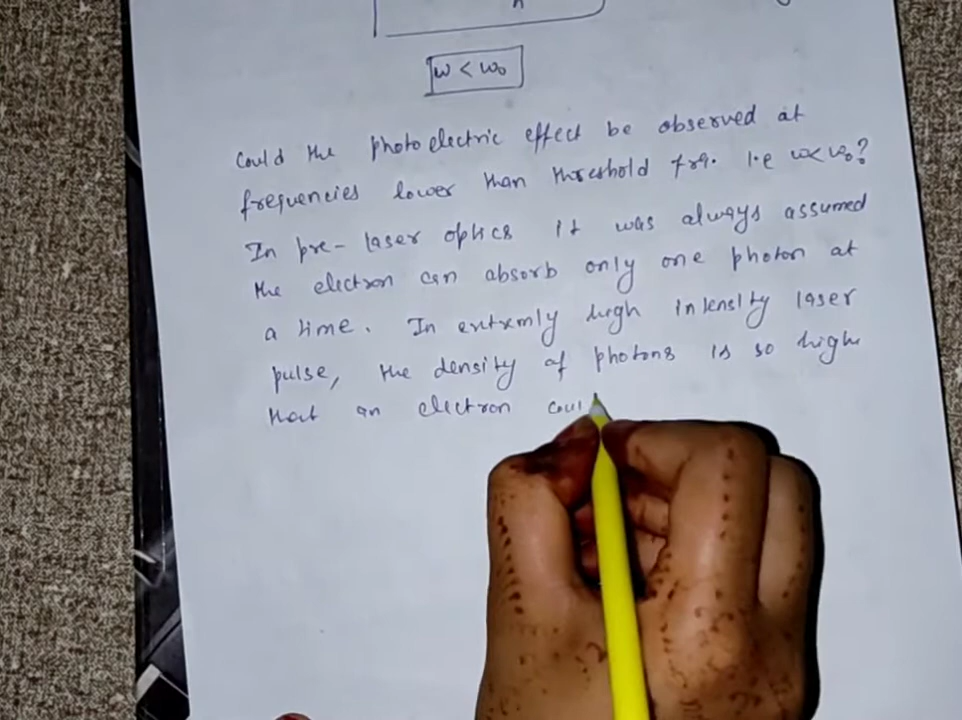 ω < ω₀
Could the photoelectric effect be observed at
frequencies lower than threshold frq. i.e ω<ω₀?
In pre-laser optics it was always assumed
the electron can absorb only one photon at
a time. In extremly high intensity laser
pulse, the density of photons is so high
that an electron coul